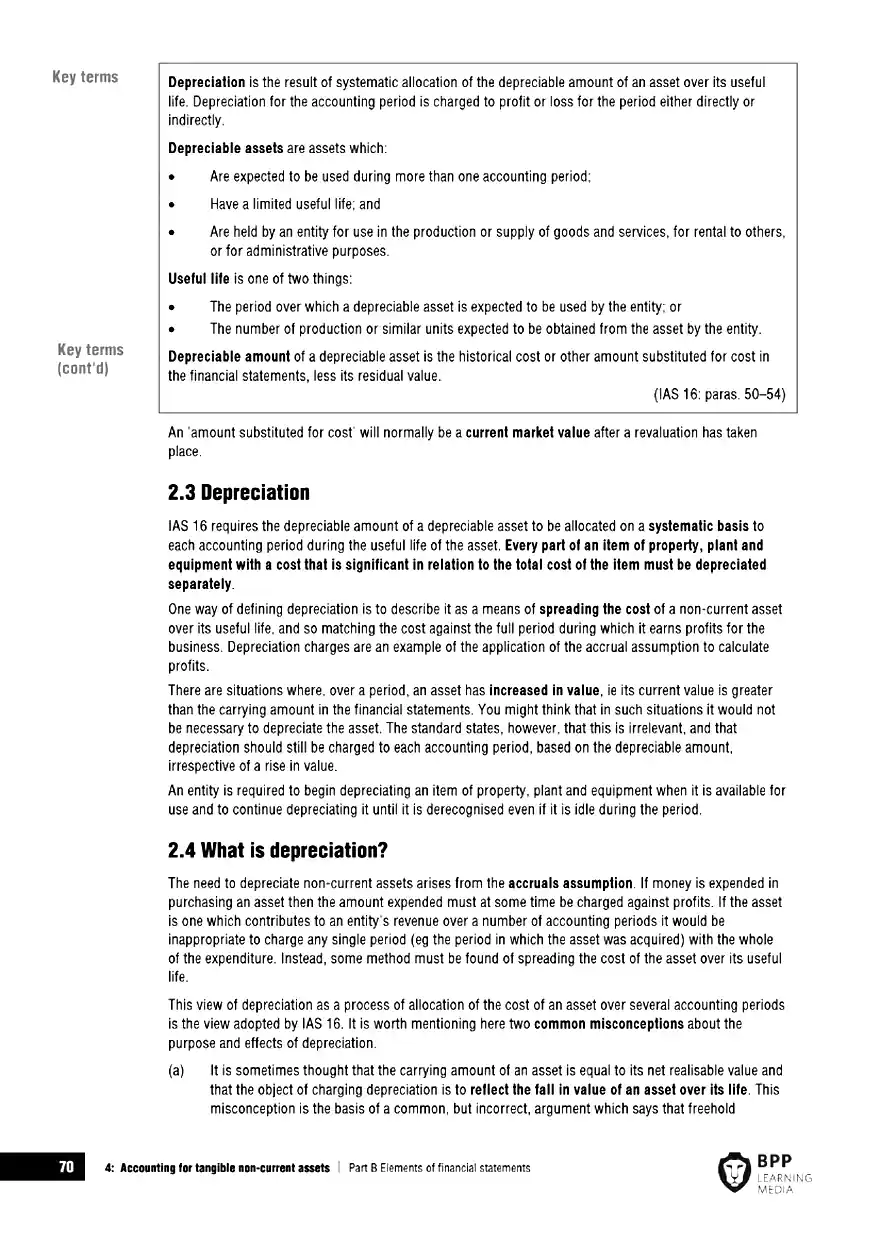 Key terms
Depreciation is the result of systematic allocation of the depreciable amount of an asset over its useful
life. Depreciation for the accounting period is charged to profit or loss for the period either directly or
indirectly.
Depreciable assets are assets which:
• Are expected to be used during more than one accounting period;
• Have a limited useful life; and
• Are held by an entity for use in the production or supply of goods and services, for rental to others,
or for administrative purposes.
Useful life is one of two things:
• The period over which a depreciable asset is expected to be used by the entity; or
• The number of production or similar units expected to be obtained from the asset by the entity.
Key terms
(cont'd)
Depreciable amount of a depreciable asset is the historical cost or other amount substituted for cost in
the financial statements, less its residual value.
(IAS 16: paras. 50–54)
An 'amount substituted for cost' will normally be a current market value after a revaluation has taken
place.
2.3 Depreciation
IAS 16 requires the depreciable amount of a depreciable asset to be allocated on a systematic basis to
each accounting period during the useful life of the asset. Every part of an item of property, plant and
equipment with a cost that is significant in relation to the total cost of the item must be depreciated
separately.
One way of defining depreciation is to describe it as a means of spreading the cost of a non-current asset
over its useful life, and so matching the cost against the full period during which it earns profits for the
business. Depreciation charges are an example of the application of the accrual assumption to calculate
profits.
There are situations where, over a period, an asset has increased in value, ie its current value is greater
than the carrying amount in the financial statements. You might think that in such situations it would not
be necessary to depreciate the asset. The standard states, however, that this is irrelevant, and that
depreciation should still be charged to each accounting period, based on the depreciable amount,
irrespective of a rise in value.
An entity is required to begin depreciating an item of property, plant and equipment when it is available for
use and to continue depreciating it until it is derecognised even if it is idle during the period.
2.4 What is depreciation?
The need to depreciate non-current assets arises from the accruals assumption. If money is expended in
purchasing an asset then the amount expended must at some time be charged against profits. If the asset
is one which contributes to an entity's revenue over a number of accounting periods it would be
inappropriate to charge any single period (eg the period in which the asset was acquired) with the whole
of the expenditure. Instead, some method must be found of spreading the cost of the asset over its useful
life.
This view of depreciation as a process of allocation of the cost of an asset over several accounting periods
is the view adopted by IAS 16. It is worth mentioning here two common misconceptions about the
purpose and effects of depreciation.
(a) It is sometimes thought that the carrying amount of an asset is equal to its net realisable value and
that the object of charging depreciation is to reflect the fall in value of an asset over its life. This
misconception is the basis of a common, but incorrect, argument which says that freehold
70 4: Accounting for tangible non-current assets | Part B Elements of financial statements
BPP
LEARNING
MEDIA